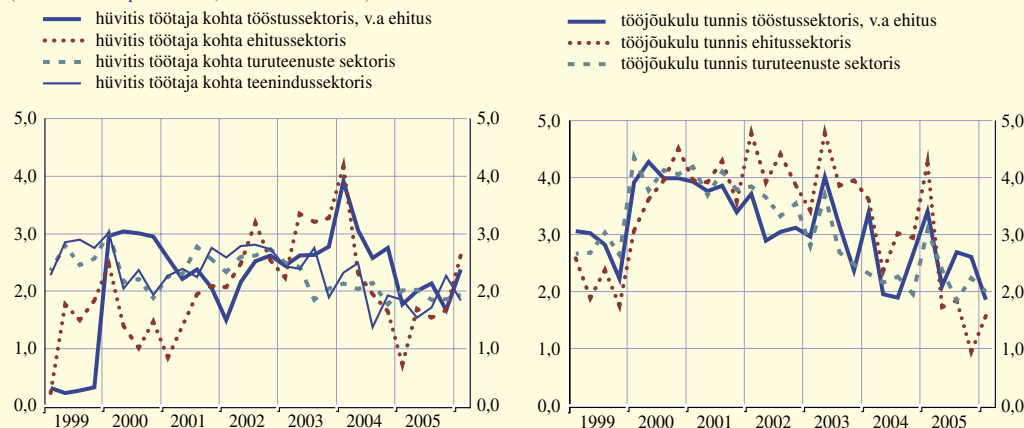 hüvitis töötaja kohta tööstussektoris, v.a ehitus
hüvitis töötaja kohta ehitussektoris
hüvitis töötaja kohta turuteenuste sektoris
hüvitis töötaja kohta teenindussektoris
5,0 5,0
4,0 4,0
3,0 3,0
2,0 2,0
1,0 1,0
0,0 0,0
1999 2000 2001 2002 2003 2004 2005
tööjõukulu tunnis tööstussektoris, v.a ehitus
tööjõukulu tunnis ehitussektoris
tööjõukulu tunnis turuteenuste sektoris
5,0 5,0
4,0 4,0
3,0 3,0
2,0 2,0
1,0 1,0
0,0 0,0
1999 2000 2001 2002 2003 2004 2005